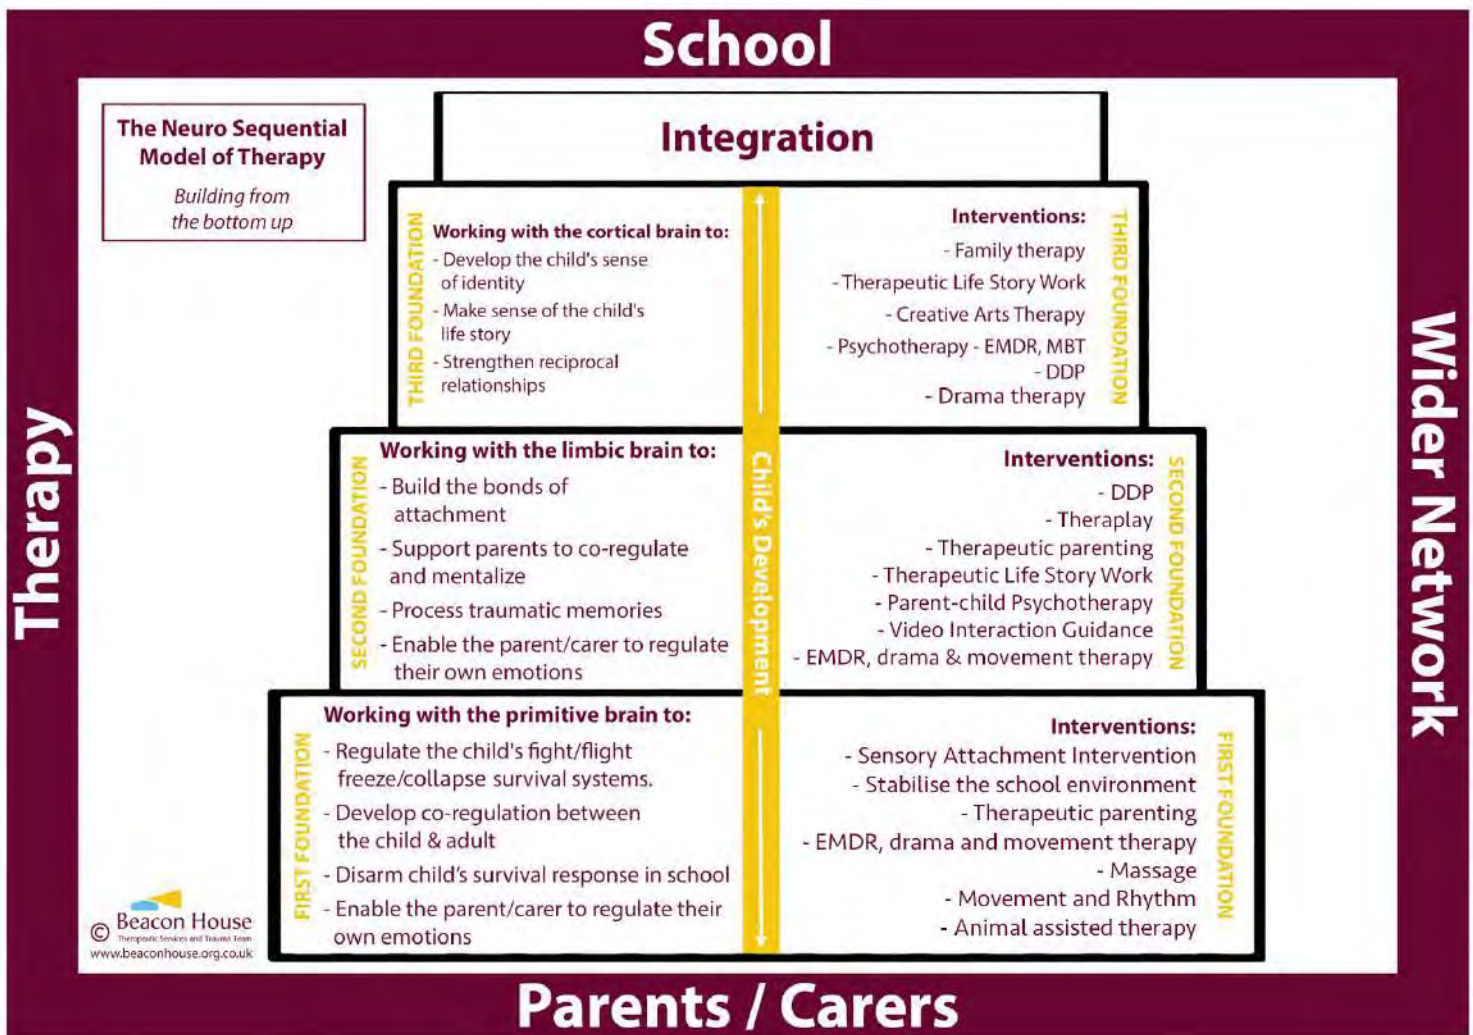 School
The Neuro Sequential
Model of Therapy
Building from
the bottom up
Integration
THIRD FOUNDATION
Working with the cortical brain to:
- Develop the child's sense
of identity
- Make sense of the child's
life story
- Strengthen reciprocal
relationships
Interventions:
- Family therapy
- Therapeutic Life Story Work
- Creative Arts Therapy
- Psychotherapy - EMDR, MBT
- DDP
- Drama therapy
THIRD FOUNDATION
SECOND FOUNDATION
Working with the limbic brain to:
- Build the bonds of
attachment
- Support parents to co-regulate
and mentalize
- Process traumatic memories
- Enable the parent/carer to regulate
their own emotions
Child's Development
Interventions:
- DDP
- Theraplay
- Therapeutic parenting
- Therapeutic Life Story Work
- Parent-child Psychotherapy
- Video Interaction Guidance
- EMDR, drama & movement therapy
SECOND FOUNDATION
FIRST FOUNDATION
Working with the primitive brain to:
- Regulate the child's fight/flight
freeze/collapse survival systems.
- Develop co-regulation between
the child & adult
- Disarm child's survival response in school
- Enable the parent/carer to regulate their
own emotions
Interventions:
- Sensory Attachment Intervention
- Stabilise the school environment
- Therapeutic parenting
- EMDR, drama and movement therapy
- Massage
- Movement and Rhythm
- Animal assisted therapy
FIRST FOUNDATION
Therapy
Wider Network
© Beacon House
Therapeutic Services and Trauma Team
www.beaconhouse.org.uk
Parents / Carers